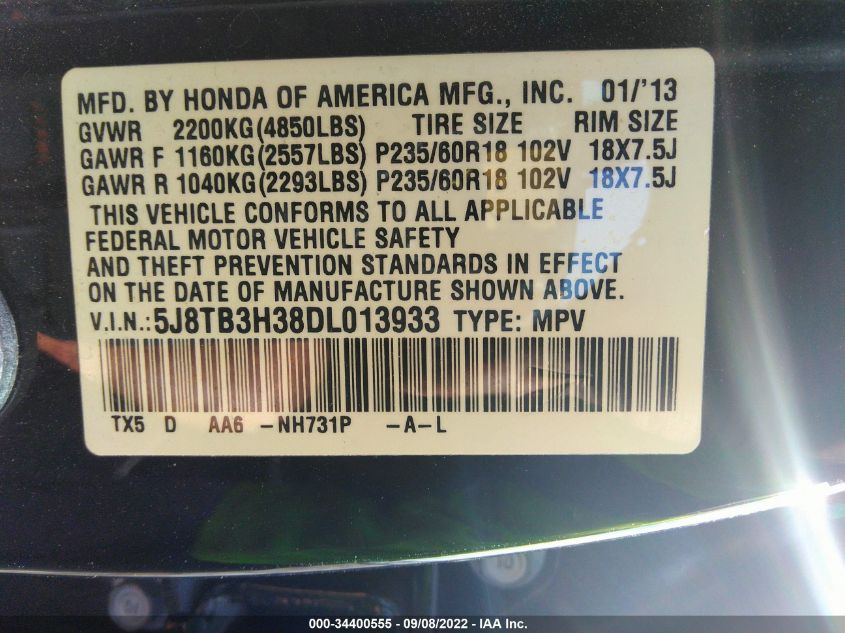 MFD. BY HONDA OF AMERICA MFG., INC. 01/'13
GVWR 2200KG(4850LBS) TIRE SIZE RIM SIZE
GAWR F 1160KG(2557LBS) P235/60R18 102V 18X7.5J
GAWR R 1040KG(2293LBS) P235/60R18 102V 18X7.5J
THIS VEHICLE CONFORMS TO ALL APPLICABLE
FEDERAL MOTOR VEHICLE SAFETY
AND THEFT PREVENTION STANDARDS IN EFFECT
ON THE DATE OF MANUFACTURE SHOWN ABOVE.
V.I.N.:5J8TB3H38DL013933 TYPE: MPV
TX5 D AA6 -NH731P -A-L
000-34400555 - 09/08/2022 - IAA Inc.